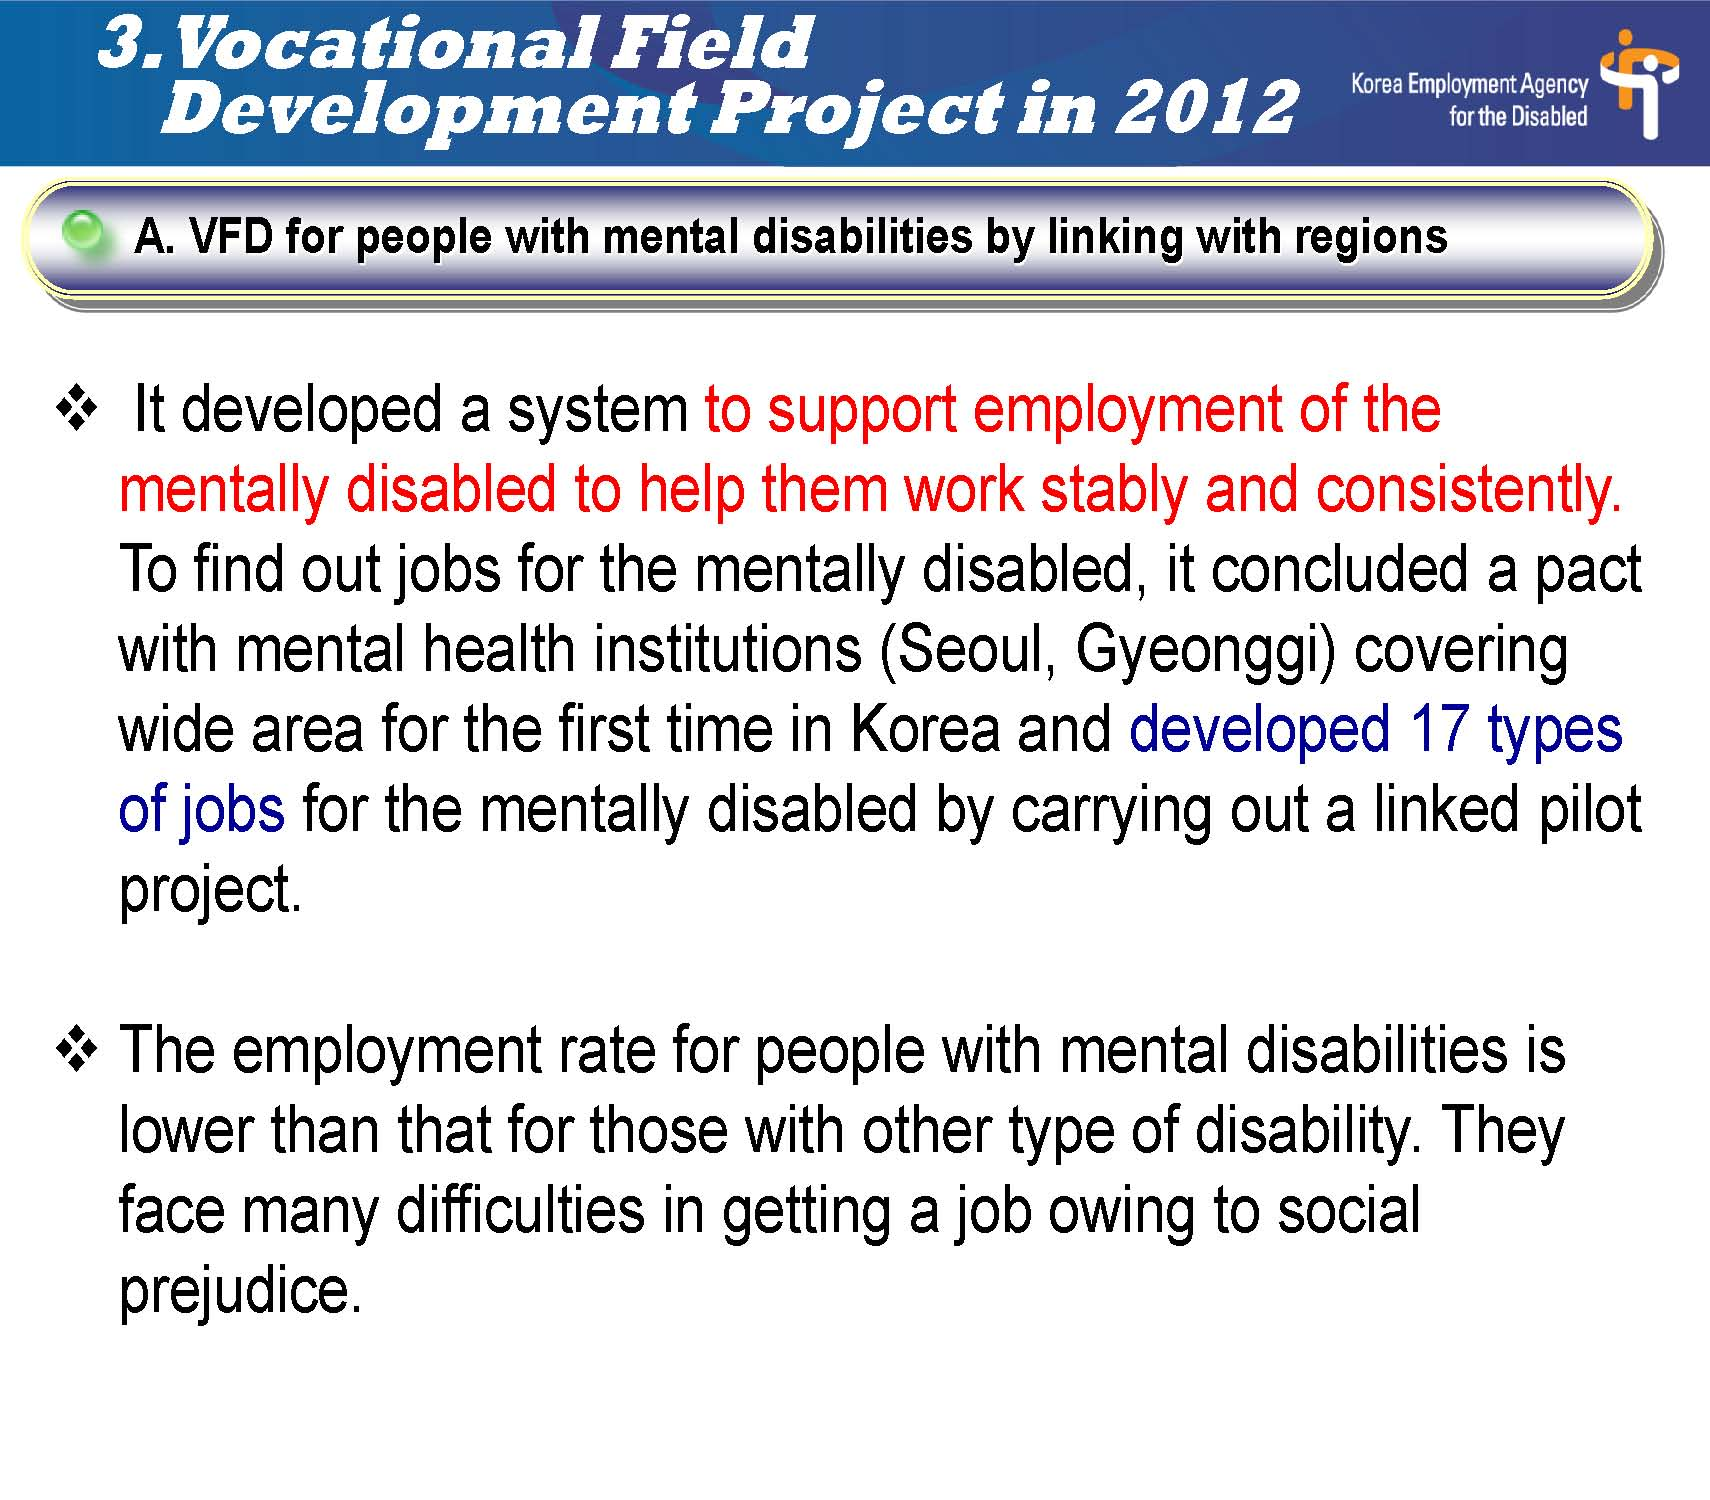 3.Vocational Field
Development Project in 2012
Korea Employment Agency
for the Disabled
A. VFD for people with mental disabilities by linking with regions
❖ It developed a system to support employment of the
mentally disabled to help them work stably and consistently.
To find out jobs for the mentally disabled, it concluded a pact
with mental health institutions (Seoul, Gyeonggi) covering
wide area for the first time in Korea and developed 17 types
of jobs for the mentally disabled by carrying out a linked pilot
project.
❖ The employment rate for people with mental disabilities is
lower than that for those with other type of disability. They
face many difficulties in getting a job owing to social
prejudice.